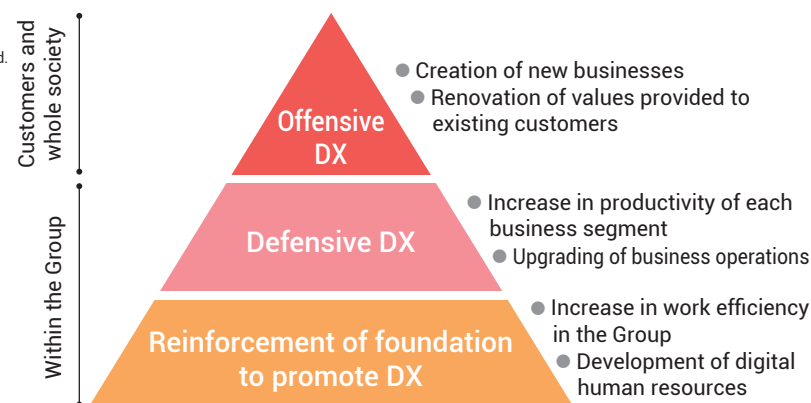 Customers and
whole society
d.
Offensive
DX
● Creation of new businesses
● Renovation of values provided to
existing customers
Within the Group
Defensive DX
● Increase in productivity of each
business segment
● Upgrading of business operations
Reinforcement of foundation
to promote DX
● Increase in work efficiency
in the Group
● Development of digital
human resources